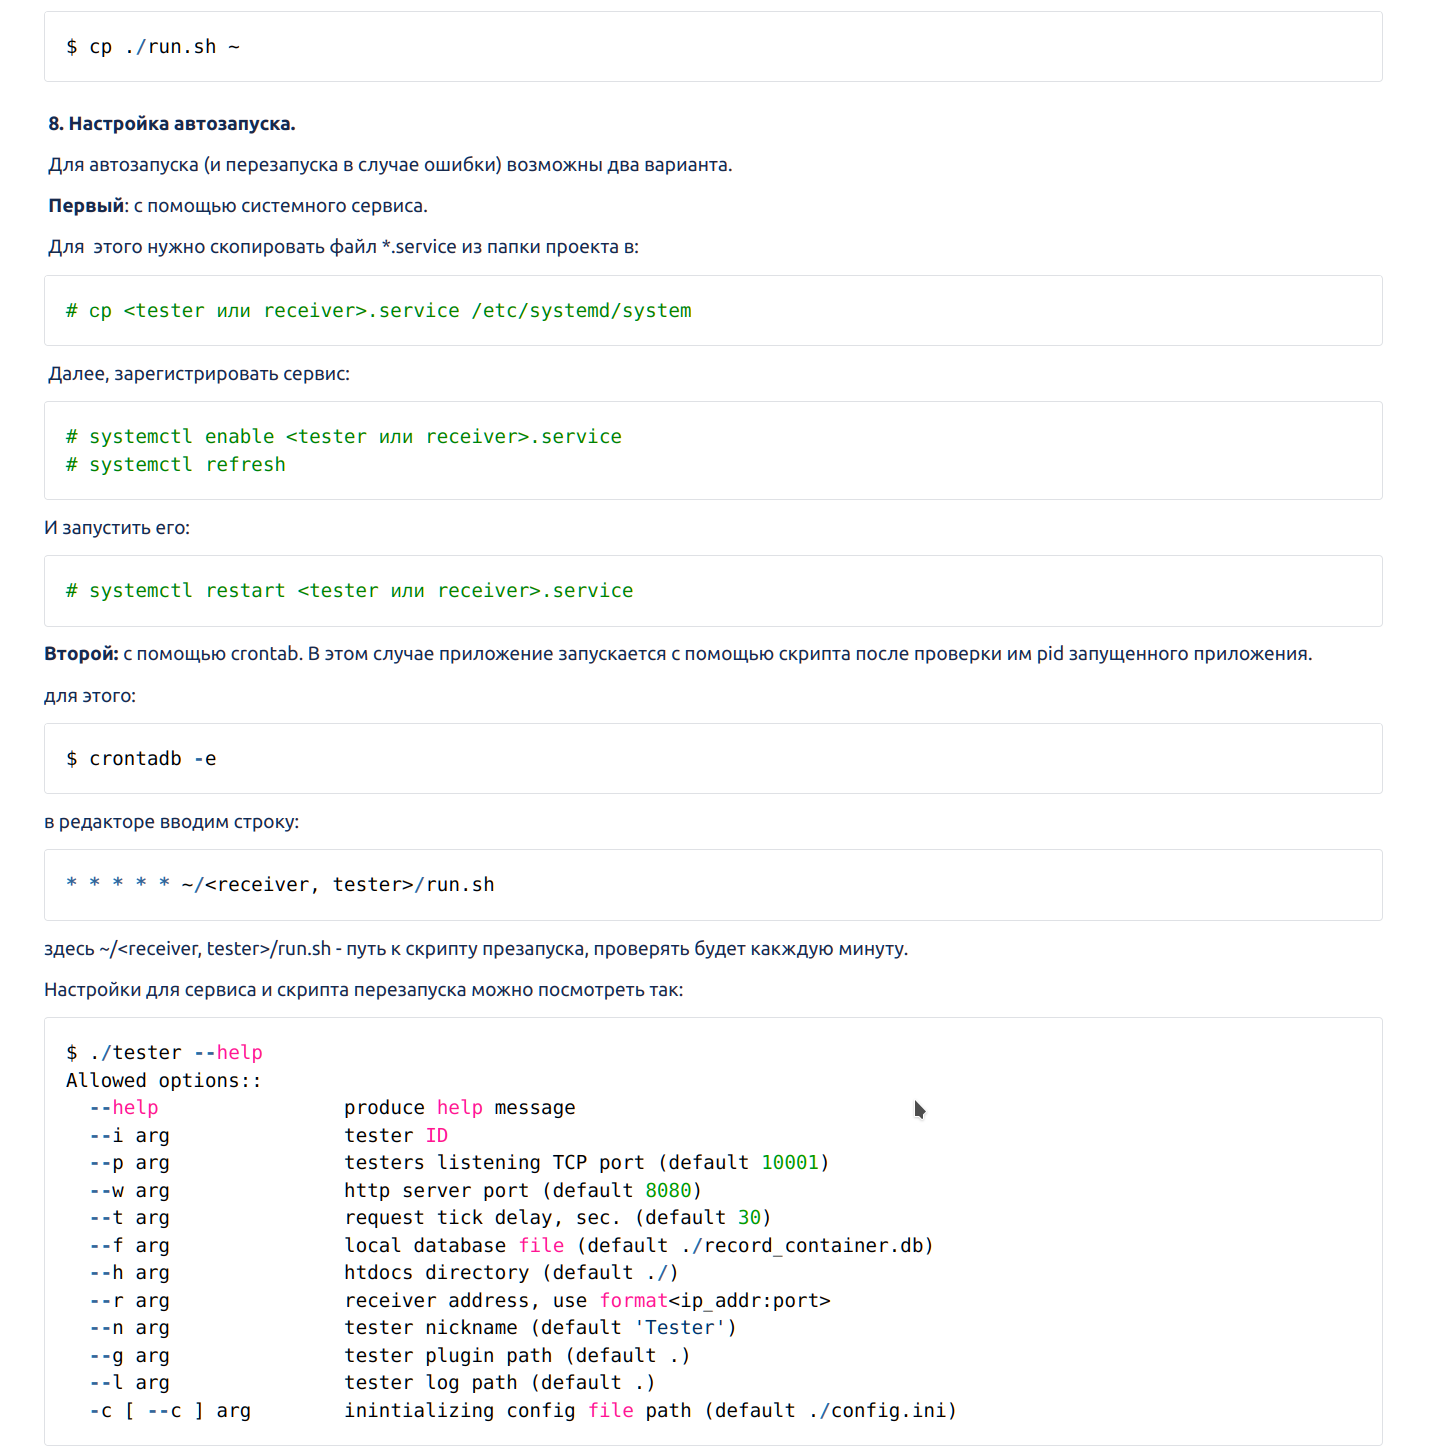 $ cp ./run.sh ~
8. Настройка автозапуска.
Для автозапуска (и перезапуска в случае ошибки) возможны два варианта.
Первый: с помощью системного сервиса.
Для  этого нужно скопировать файл *.service из папки проекта в:
# cp <tester или receiver>.service /etc/systemd/system
Далее, зарегистрировать сервис:
# systemctl enable <tester или receiver>.service
# systemctl refresh
И запустить его:
# systemctl restart <tester или receiver>.service
Второй: с помощью crontab. В этом случае приложение запускается с помощью скрипта после проверки им pid запущенного приложения.
для этого:
$ crontadb -e
в редакторе вводим строку:
* * * * * ~/<receiver, tester>/run.sh
здесь ~/<receiver, tester>/run.sh - путь к скрипту презапуска, проверять будет какждую минуту.
Настройки для сервиса и скрипта перезапуска можно посмотреть так:
$ ./tester --help
Allowed options::
  --help                produce help message
  --i arg               tester ID
  --p arg               testers listening TCP port (default 10001)
  --w arg               http server port (default 8080)
  --t arg               request tick delay, sec. (default 30)
  --f arg               local database file (default ./record_container.db)
  --h arg               htdocs directory (default ./)
  --r arg               receiver address, use format<ip_addr:port>
  --n arg               tester nickname (default 'Tester')
  --g arg               tester plugin path (default .)
  --l arg               tester log path (default .)
  -c [ --c ] arg        inintializing config file path (default ./config.ini)